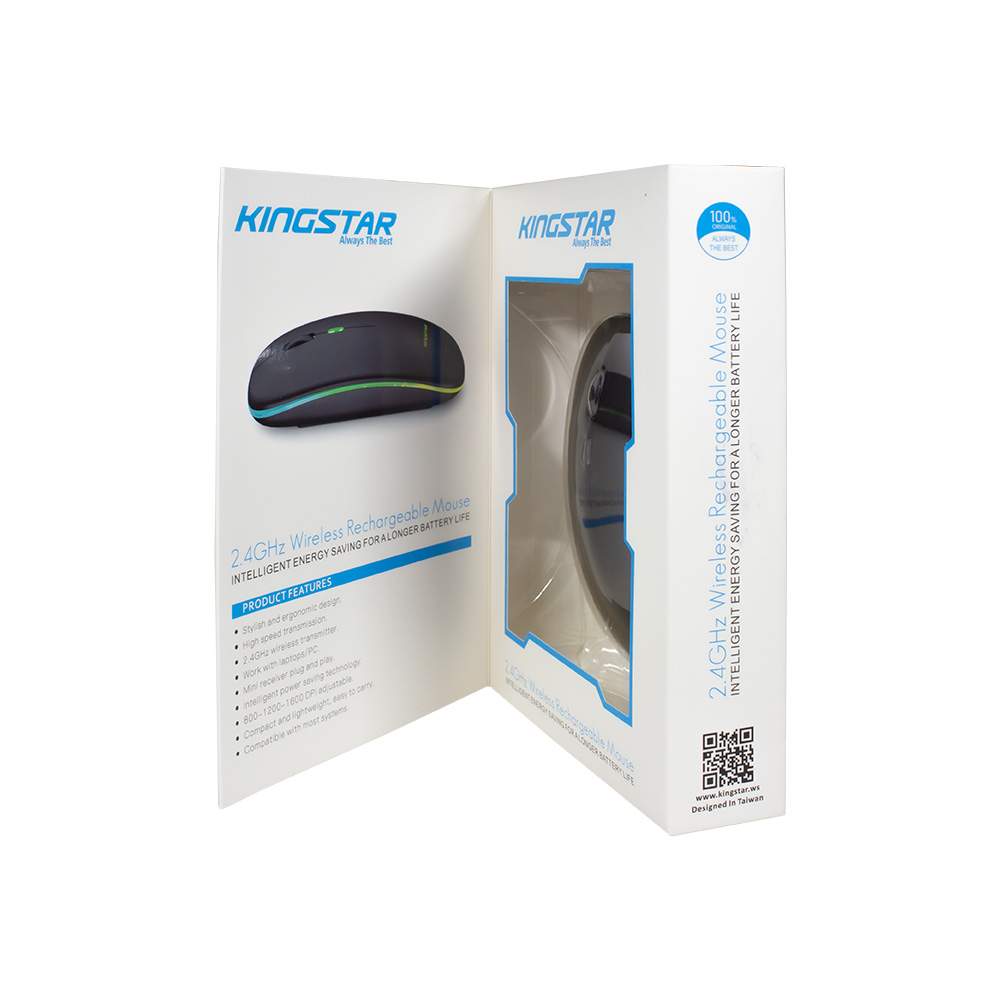 KINGSTAR
Always The Best
2.4GHz Wireless Rechargeable Mouse
INTELLIGENT ENERGY SAVING FOR A LONGER BATTERY LIFE
PRODUCT FEATURES
• Stylish and ergonomic design.
• High speed transmission.
• 2.4GHz wireless transmitter.
• Work with laptops/PC.
• Mini receiver plug and play.
• Intelligent power saving technology.
• 800-1200-1600 DPI adjustable.
• Compact and lightweight, easy to carry.
• Compatible with most systems.
KINGSTAR
Always The Best
2.4GHz Wireless Rechargeable Mouse
INTELLIGENT ENERGY SAVING FOR A LONGER BATTERY LIFE
100%
ORIGINAL
ALWAYS
THE BEST
2.4GHz Wireless Rechargeable Mouse
INTELLIGENT ENERGY SAVING FOR A LONGER BATTERY LIFE
www.kingstar.ws
Designed In Taiwan